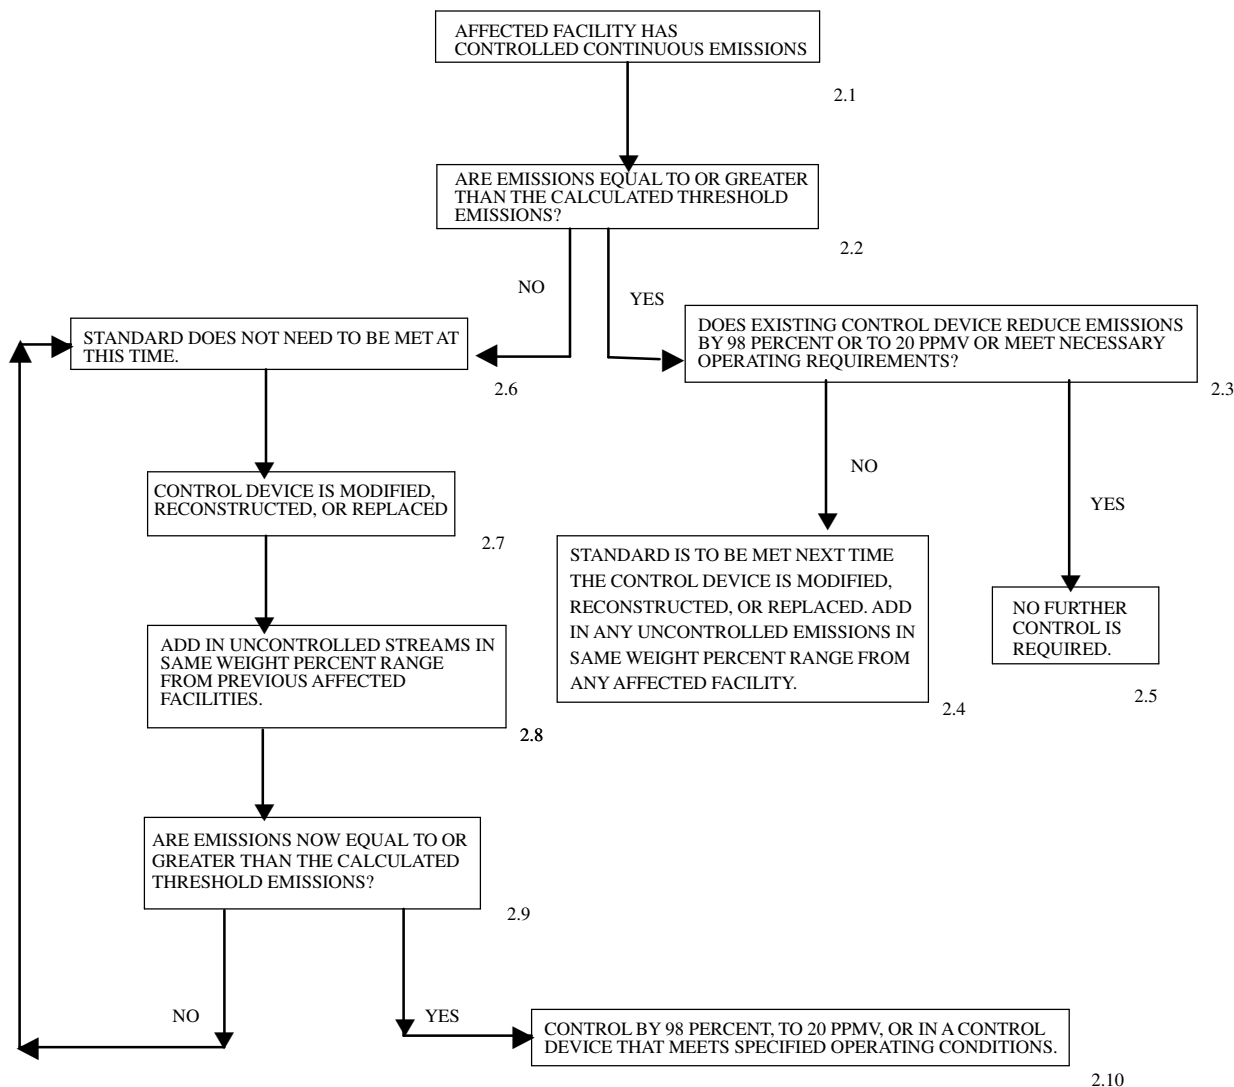 AFFECTED FACILITY HAS
CONTROLLED CONTINUOUS EMISSIONS
2.1
ARE EMISSIONS EQUAL TO OR GREATER
THAN THE CALCULATED THRESHOLD
EMISSIONS?
2.2
NO
YES
STANDARD DOES NOT NEED TO BE MET AT
THIS TIME.
2.6
DOES EXISTING CONTROL DEVICE REDUCE EMISSIONS
BY 98 PERCENT OR TO 20 PPMV OR MEET NECESSARY
OPERATING REQUIREMENTS?
2.3
NO
YES
CONTROL DEVICE IS MODIFIED,
RECONSTRUCTED, OR REPLACED
2.7
STANDARD IS TO BE MET NEXT TIME
THE CONTROL DEVICE IS MODIFIED,
RECONSTRUCTED, OR REPLACED. ADD
IN ANY UNCONTROLLED EMISSIONS IN
SAME WEIGHT PERCENT RANGE FROM
ANY AFFECTED FACILITY.
2.4
NO FURTHER
CONTROL IS
REQUIRED.
2.5
ADD IN UNCONTROLLED STREAMS IN
SAME WEIGHT PERCENT RANGE
FROM PREVIOUS AFFECTED
FACILITIES.
2.8
ARE EMISSIONS NOW EQUAL TO OR
GREATER THAN THE CALCULATED
THRESHOLD EMISSIONS?
2.9
NO
YES
CONTROL BY 98 PERCENT, TO 20 PPMV, OR IN A CONTROL
DEVICE THAT MEETS SPECIFIED OPERATING CONDITIONS.
2.10